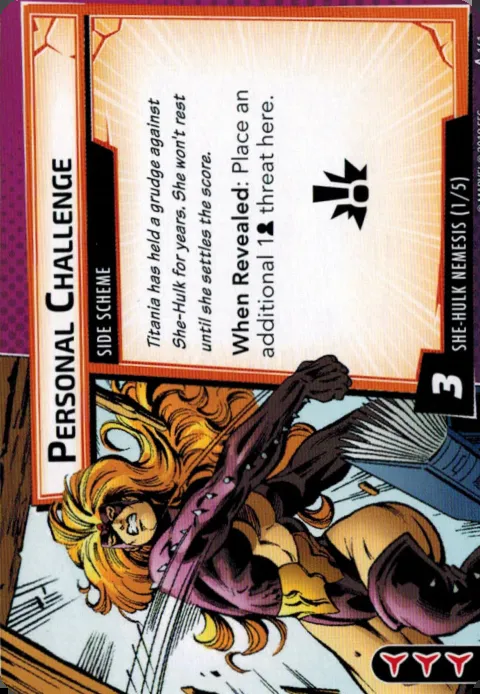 PERSONAL CHALLENGE
SIDE SCHEME
Titania has held a grudge against
She-Hulk for years. She won't rest
until she settles the score.
When Revealed: Place an
additional 1 threat here.
3
SHE-HULK NEMESIS (1/5)